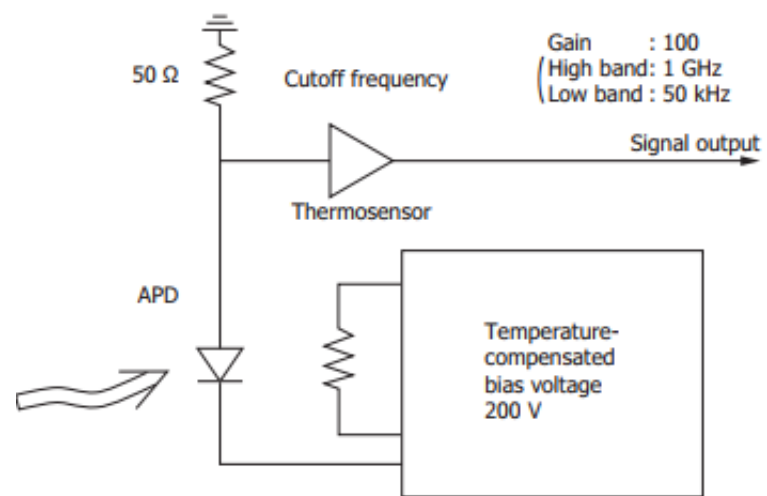 50 Ω
Cutoff frequency
Gain : 100
High band: 1 GHz
Low band : 50 kHz
Signal output
Thermosensor
APD
Temperature-
compensated
bias voltage
200 V